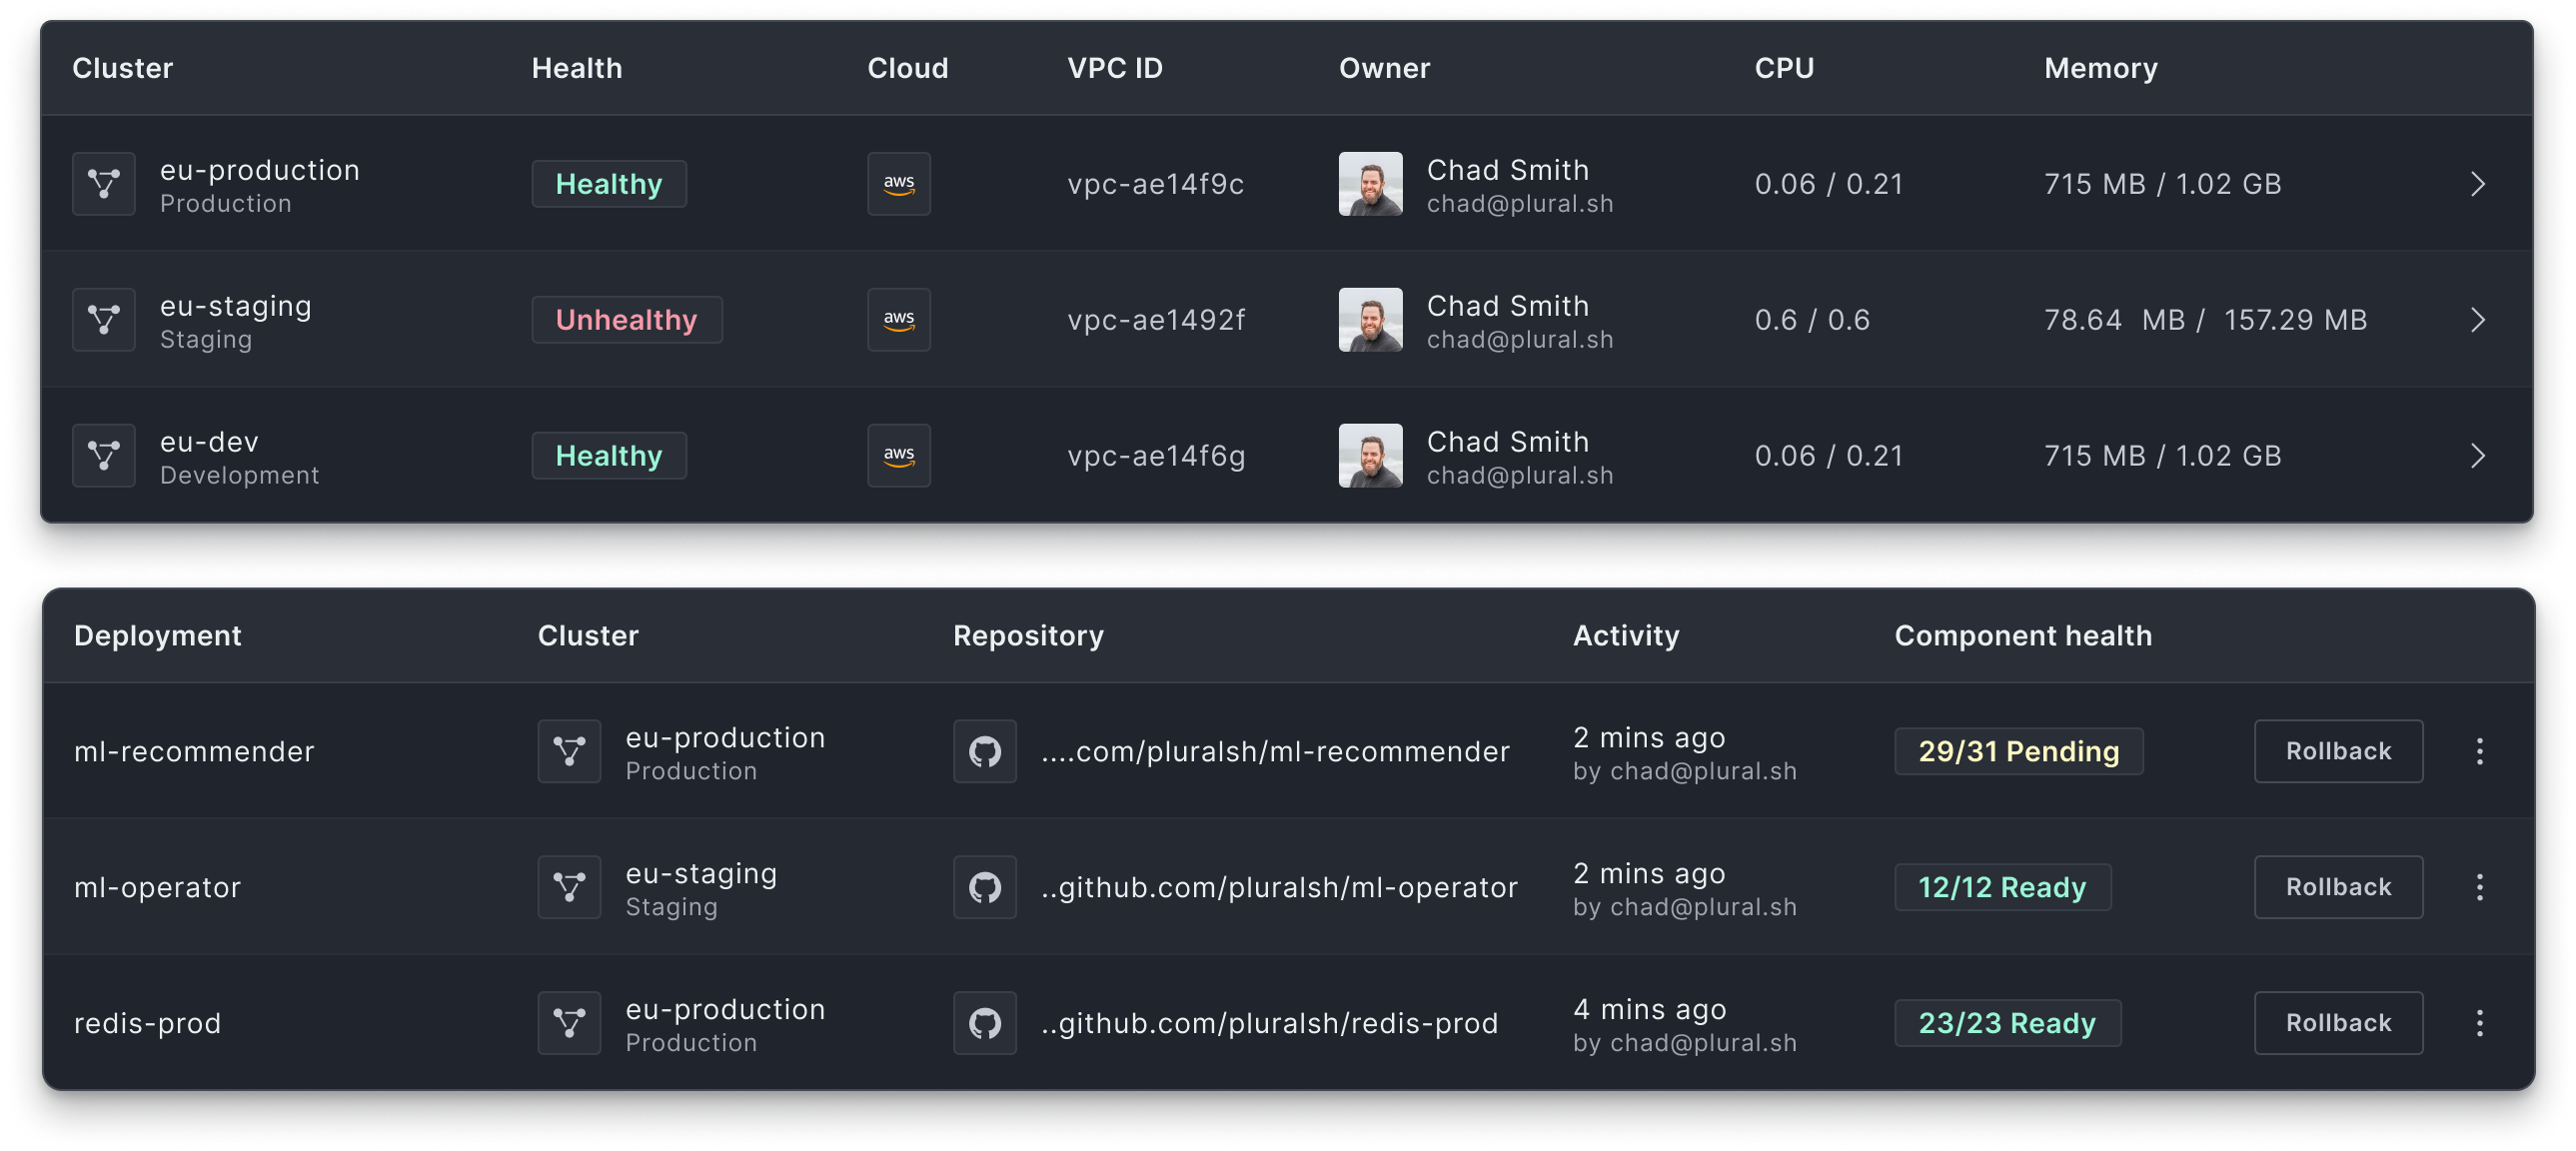 Cluster Health Cloud VPC ID Owner CPU Memory
eu-production
Production
Healthy
aws
vpc-ae14f9c
Chad Smith
chad@plural.sh
0.06 / 0.21
715 MB / 1.02 GB
eu-staging
Staging
Unhealthy
aws
vpc-ae1492f
Chad Smith
chad@plural.sh
0.6 / 0.6
78.64  MB /  157.29 MB
eu-dev
Development
Healthy
aws
vpc-ae14f6g
Chad Smith
chad@plural.sh
0.06 / 0.21
715 MB / 1.02 GB
Deployment Cluster Repository Activity Component health
ml-recommender
eu-production
Production
....com/pluralsh/ml-recommender
2 mins ago
by chad@plural.sh
29/31 Pending
Rollback
ml-operator
eu-staging
Staging
..github.com/pluralsh/ml-operator
2 mins ago
by chad@plural.sh
12/12 Ready
Rollback
redis-prod
eu-production
Production
..github.com/pluralsh/redis-prod
4 mins ago
by chad@plural.sh
23/23 Ready
Rollback